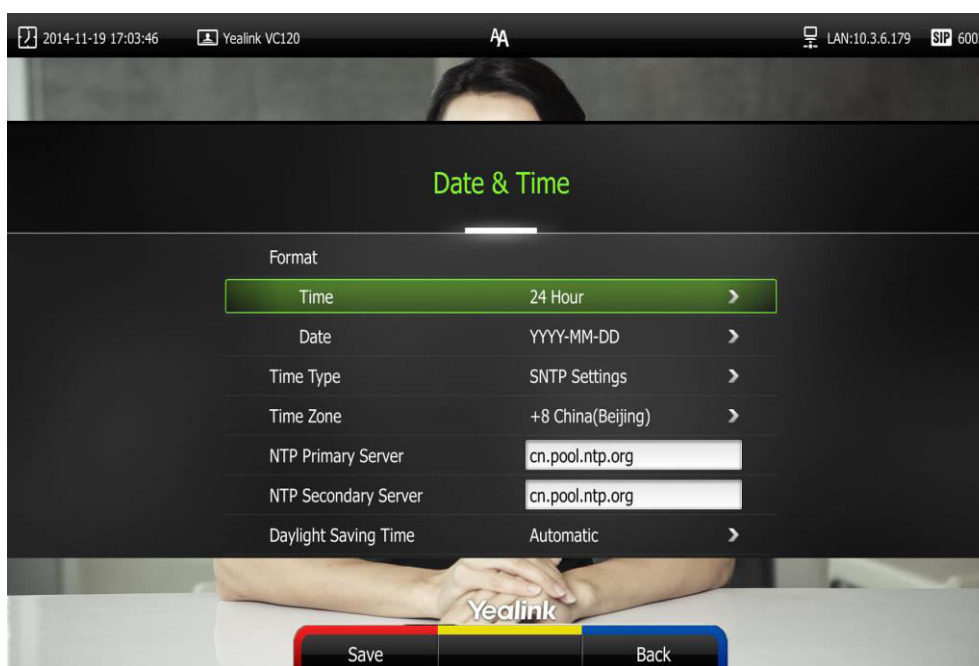 2014-11-19 17:03:46 Yealink VC120 AA LAN:10.3.6.179 SIP 600
Date & Time
Format
Time 24 Hour
Date YYYY-MM-DD
Time Type SNTP Settings
Time Zone +8 China(Beijing)
NTP Primary Server cn.pool.ntp.org
NTP Secondary Server cn.pool.ntp.org
Daylight Saving Time Automatic
Yealink
Save Back